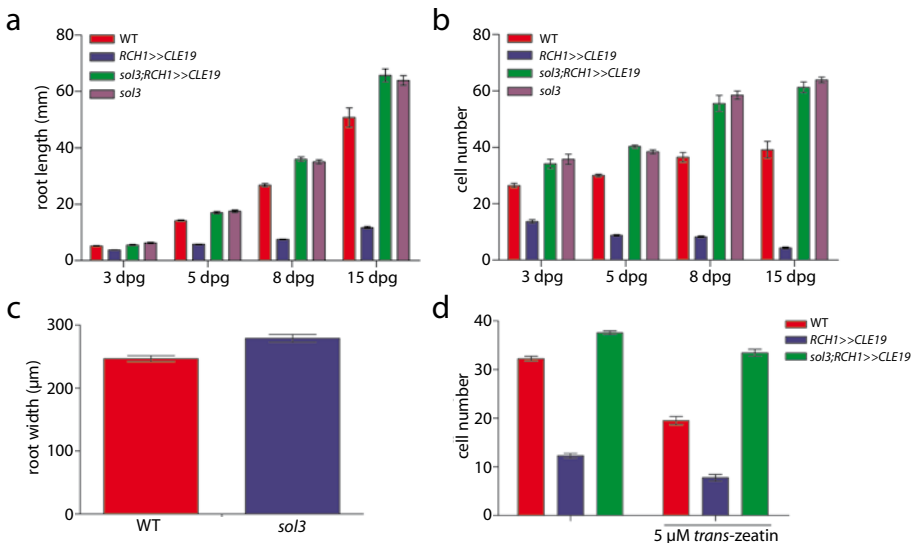 a
80
60
40
20
0
root length (mm)
WT
RCH1>>CLE19
sol3;RCH1>>CLE19
sol3
3 dpg 5 dpg 8 dpg 15 dpg
b
80
60
40
20
0
cell number
WT
RCH1>>CLE19
sol3;RCH1>>CLE19
sol3
3 dpg 5 dpg 8 dpg 15 dpg
c
300
200
100
0
root width (µm)
WT sol3
d
40
30
20
10
0
cell number
WT
RCH1>>CLE19
sol3;RCH1>>CLE19
5 µM trans-zeatin